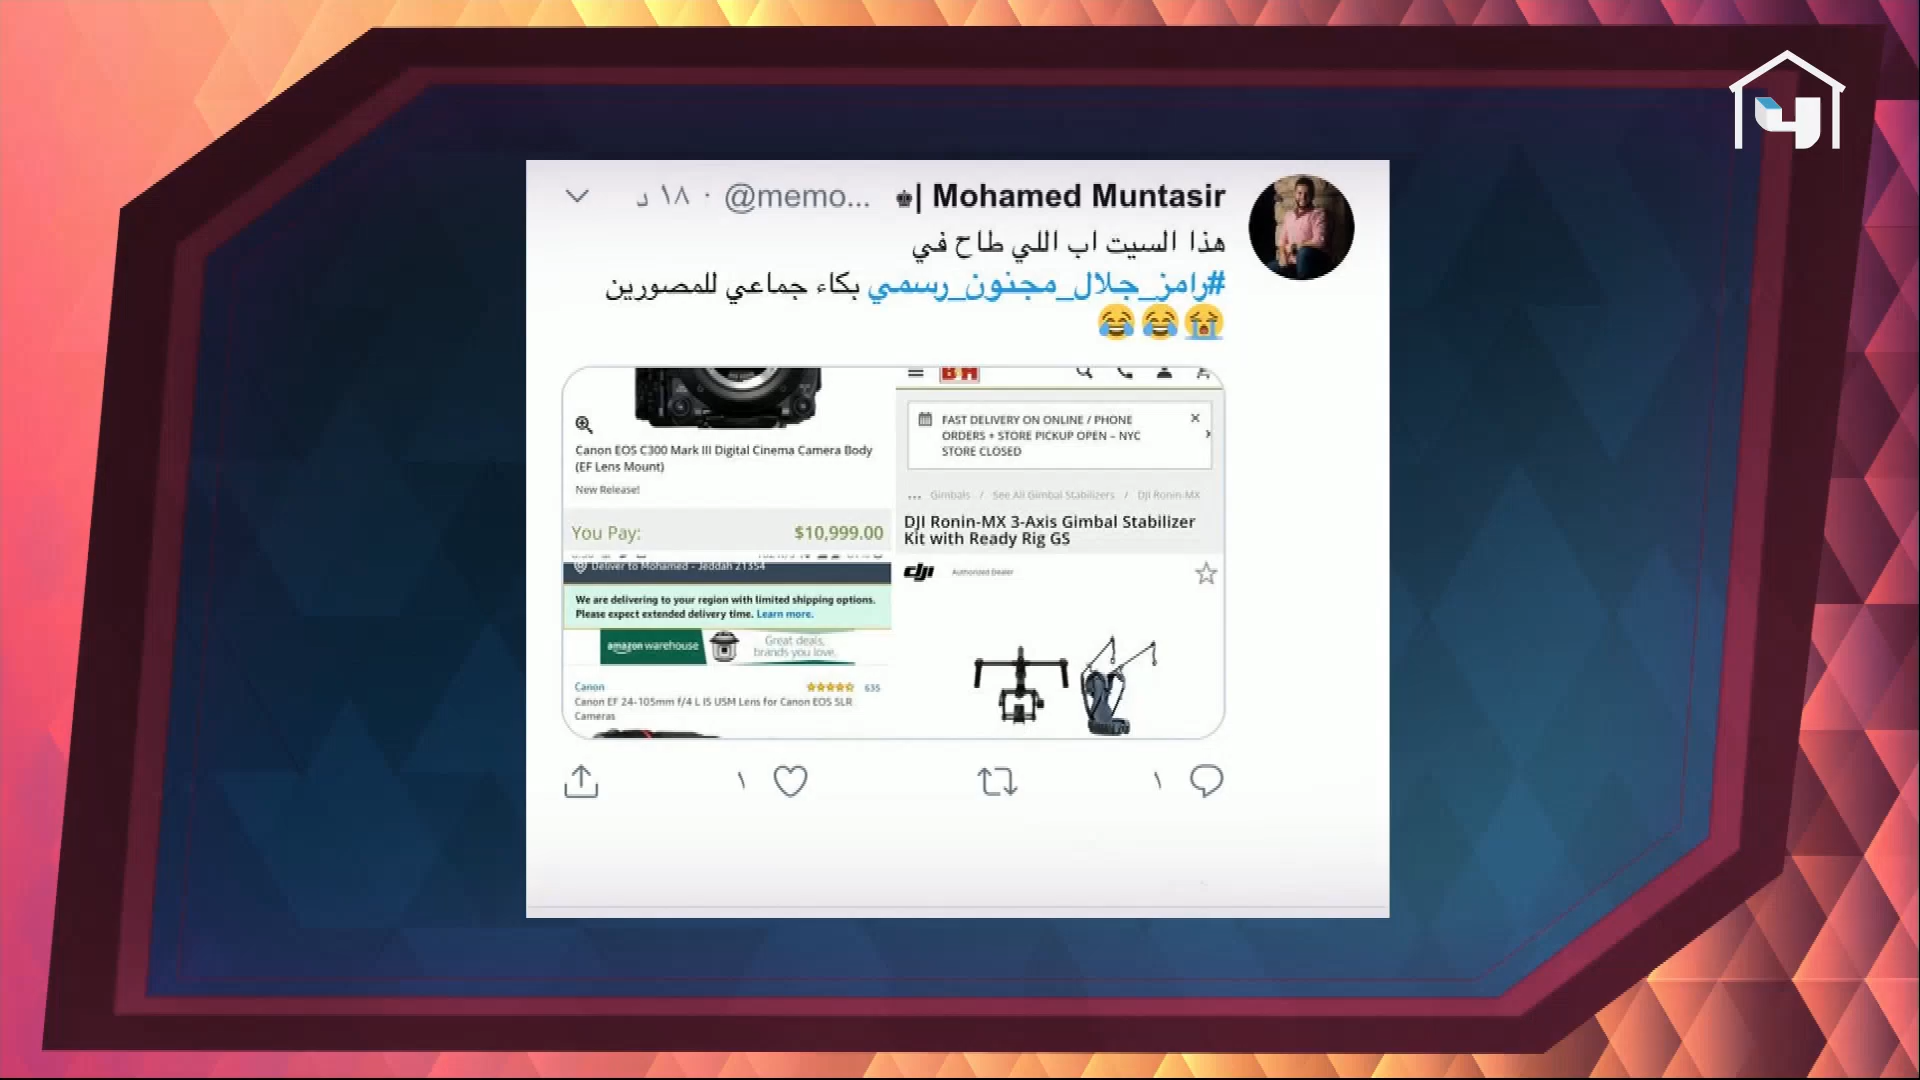 Mohamed Muntasir |♚ @memo... · ١٨ د
هذا السيت اب اللي طاح في
#رامز_جلال_مجنون_رسمي بكاء جماعي للمصورين
😭😂😂
Canon EOS C300 Mark III Digital Cinema Camera Body
(EF Lens Mount)
New Release!
You Pay: $10,999.00
Deliver to Mohamed - Jeddah 21354
We are delivering to your region with limited shipping options.
Please expect extended delivery time. Learn more.
amazon warehouse
Great deals,
brands you love.
Canon 635
Canon EF 24-105mm f/4 L IS USM Lens for Canon EOS SLR
Cameras
B&H
FAST DELIVERY ON ONLINE / PHONE
ORDERS + STORE PICKUP OPEN – NYC
STORE CLOSED
... Gimbals / See All Gimbal Stabilizers / DJI Ronin-MX
DJI Ronin-MX 3-Axis Gimbal Stabilizer
Kit with Ready Rig GS
dji Authorized Dealer
١ ١